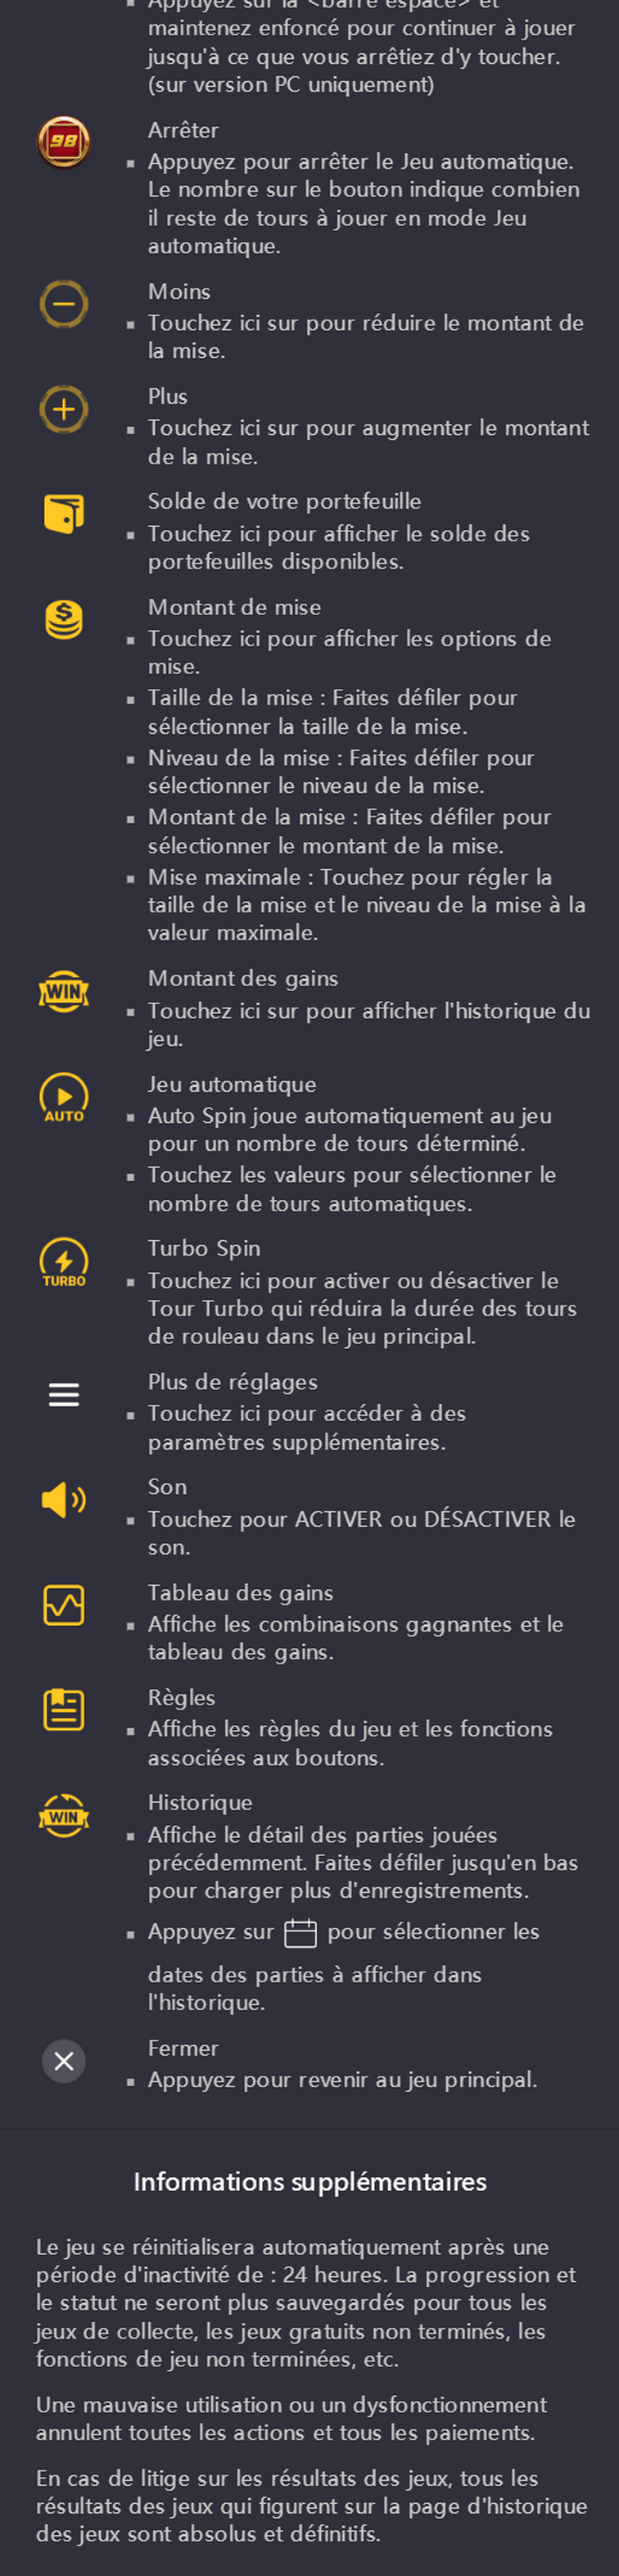 Appuyez sur la <barre espace> et
maintenez enfoncé pour continuer à jouer
jusqu'à ce que vous arrêtiez d'y toucher.
(sur version PC uniquement)
98
Arrêter
Appuyez pour arrêter le Jeu automatique.
Le nombre sur le bouton indique combien
il reste de tours à jouer en mode Jeu
automatique.
Moins
Touchez ici sur pour réduire le montant de
la mise.
Plus
Touchez ici sur pour augmenter le montant
de la mise.
Solde de votre portefeuille
Touchez ici pour afficher le solde des
portefeuilles disponibles.
Montant de mise
Touchez ici pour afficher les options de
mise.
Taille de la mise : Faites défiler pour
sélectionner la taille de la mise.
Niveau de la mise : Faites défiler pour
sélectionner le niveau de la mise.
Montant de la mise : Faites défiler pour
sélectionner le montant de la mise.
Mise maximale : Touchez pour régler la
taille de la mise et le niveau de la mise à la
valeur maximale.
WIN
Montant des gains
Touchez ici sur pour afficher l'historique du
jeu.
AUTO
Jeu automatique
Auto Spin joue automatiquement au jeu
pour un nombre de tours déterminé.
Touchez les valeurs pour sélectionner le
nombre de tours automatiques.
TURBO
Turbo Spin
Touchez ici pour activer ou désactiver le
Tour Turbo qui réduira la durée des tours
de rouleau dans le jeu principal.
Plus de réglages
Touchez ici pour accéder à des
paramètres supplémentaires.
Son
Touchez pour ACTIVER ou DÉSACTIVER le
son.
Tableau des gains
Affiche les combinaisons gagnantes et le
tableau des gains.
Règles
Affiche les règles du jeu et les fonctions
associées aux boutons.
WIN
Historique
Affiche le détail des parties jouées
précédemment. Faites défiler jusqu'en bas
pour charger plus d'enregistrements.
Appuyez sur pour sélectionner les
dates des parties à afficher dans
l'historique.
Fermer
Appuyez pour revenir au jeu principal.
Informations supplémentaires
Le jeu se réinitialisera automatiquement après une
période d'inactivité de : 24 heures. La progression et
le statut ne seront plus sauvegardés pour tous les
jeux de collecte, les jeux gratuits non terminés, les
fonctions de jeu non terminées, etc.
Une mauvaise utilisation ou un dysfonctionnement
annulent toutes les actions et tous les paiements.
En cas de litige sur les résultats des jeux, tous les
résultats des jeux qui figurent sur la page d'historique
des jeux sont absolus et définitifs.